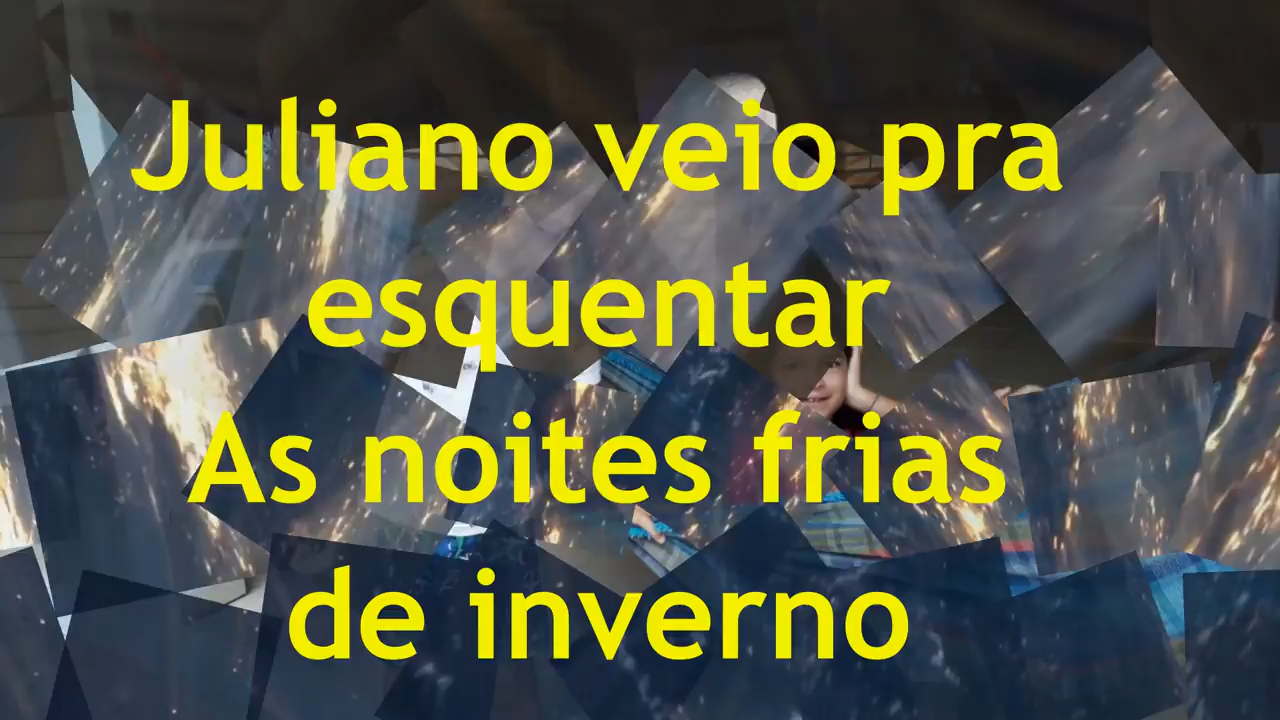 Juliano veio pra
esquentar
As noites frias
de inverno